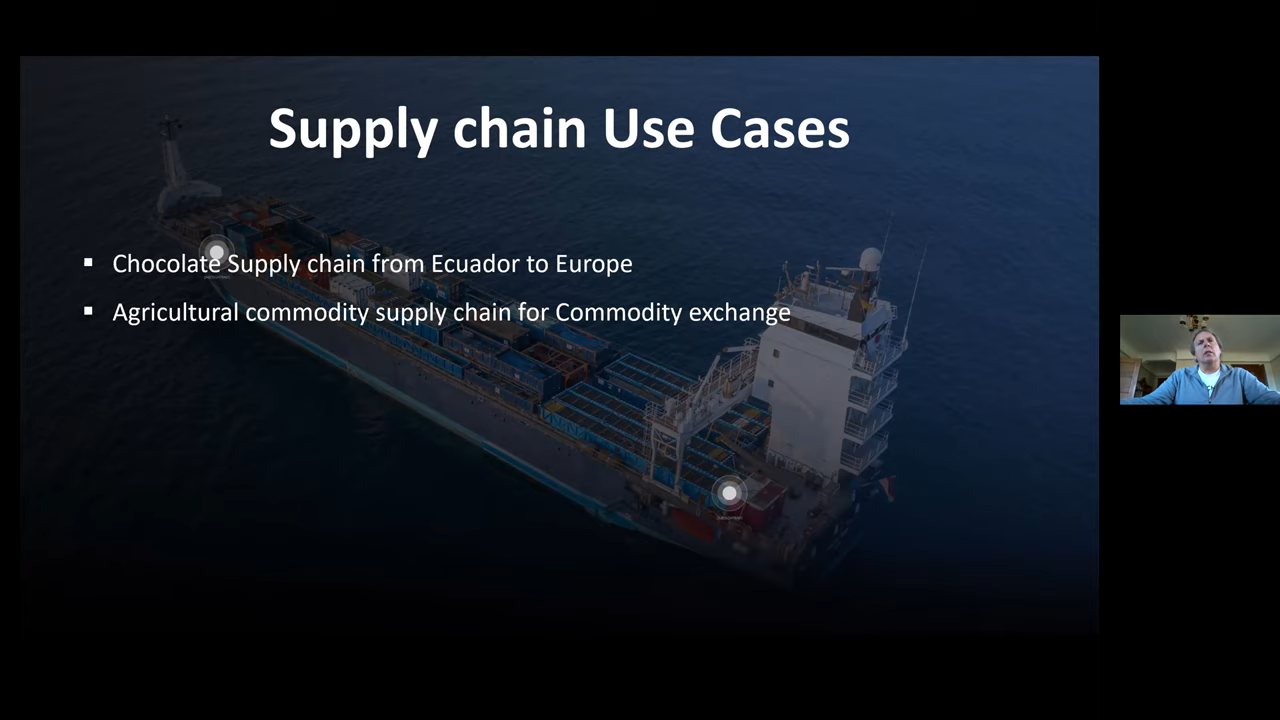 Supply chain Use Cases
▪ Chocolate Supply chain from Ecuador to Europe
▪ Agricultural commodity supply chain for Commodity exchange